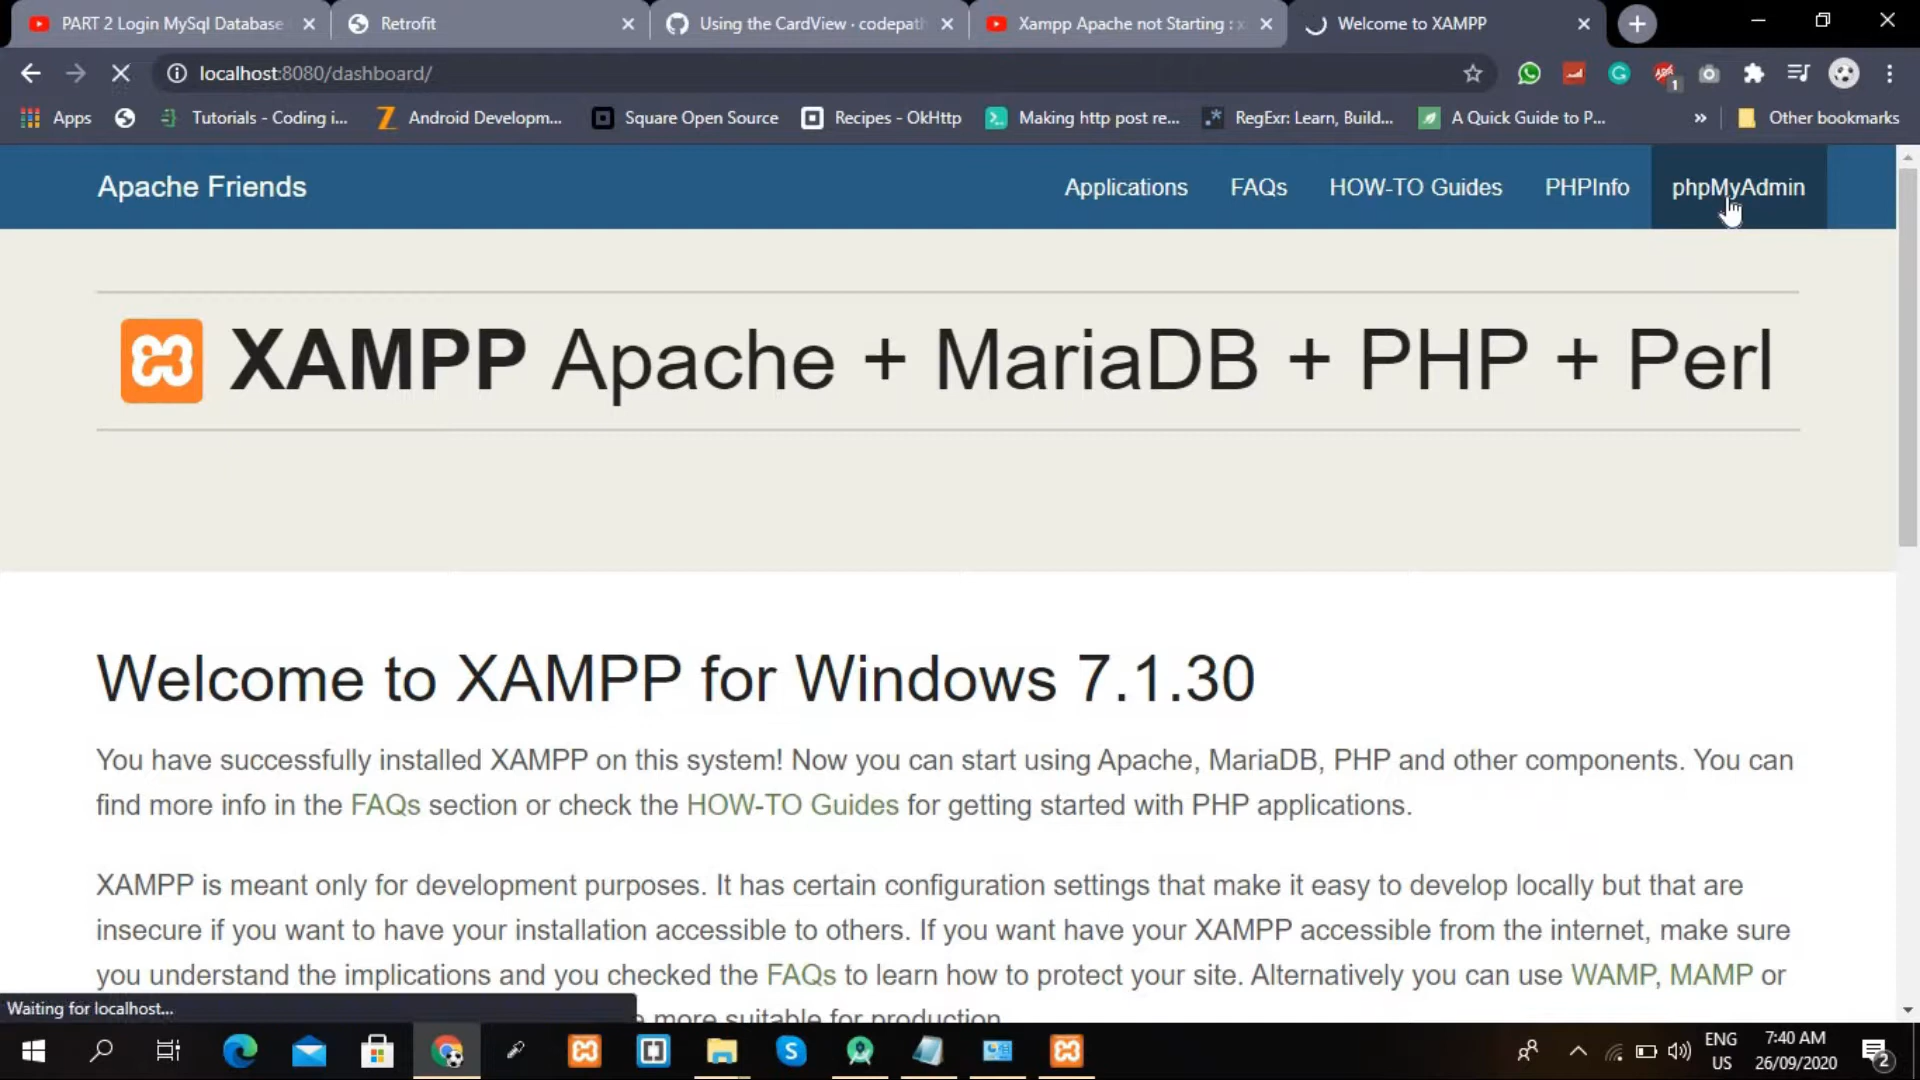 PART 2 Login MySql Database
Retrofit
Using the CardView · codepath
Xampp Apache not Starting : x
Welcome to XAMPP
localhost:8080/dashboard/
1
Apps
Tutorials - Coding i...
Android Developm...
Square Open Source
Recipes - OkHttp
Making http post re...
RegExr: Learn, Build...
A Quick Guide to P...
»
Other bookmarks
Apache Friends
Applications
FAQs
HOW-TO Guides
PHPInfo
phpMyAdmin
XAMPP Apache + MariaDB + PHP + Perl
Welcome to XAMPP for Windows 7.1.30
You have successfully installed XAMPP on this system! Now you can start using Apache, MariaDB, PHP and other components. You can
find more info in the FAQs section or check the HOW-TO Guides for getting started with PHP applications.
XAMPP is meant only for development purposes. It has certain configuration settings that make it easy to develop locally but that are
insecure if you want to have your installation accessible to others. If you want have your XAMPP accessible from the internet, make sure
you understand the implications and you checked the FAQs to learn how to protect your site. Alternatively you can use WAMP, MAMP or
more suitable for production.
Waiting for localhost...
ENG
US
7:40 AM
26/09/2020
2